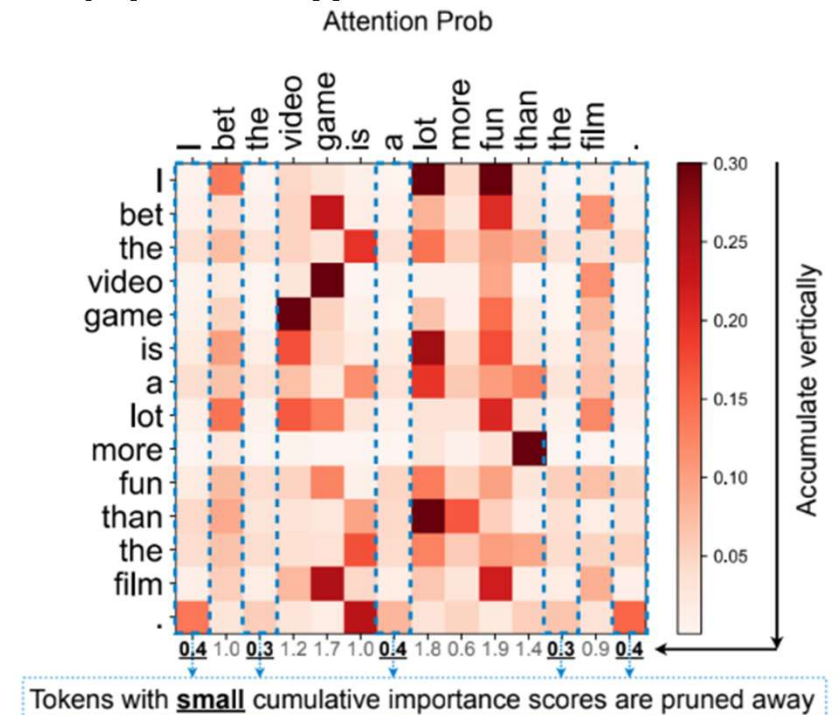 Attention Prob
I bet the video game is a lot more fun than the film .
I
bet
the
video
game
is
a
lot
more
fun
than
the
film
.
0.30
0.25
0.20
0.15
0.10
0.05
Accumulate vertically
0.4 1.0 0.3 1.2 1.7 1.0 0.4 1.8 0.6 1.9 1.4 0.3 0.9 0.4
Tokens with small cumulative importance scores are pruned away